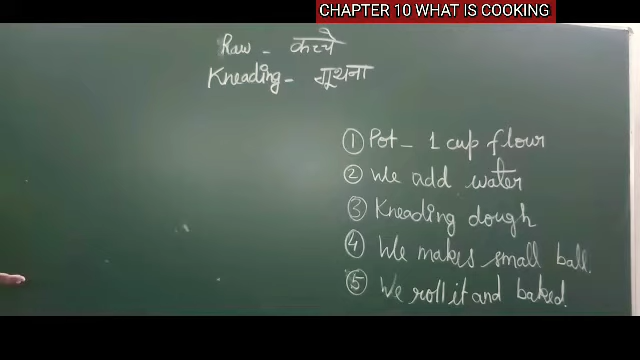 CHAPTER 10 WHAT IS COOKING
Raw - कच्चे
Kneading - गूथना
① Pot - 1 cup flour
② We add water
③ Kneading dough
④ We makes small ball.
⑤ We roll it and baked.